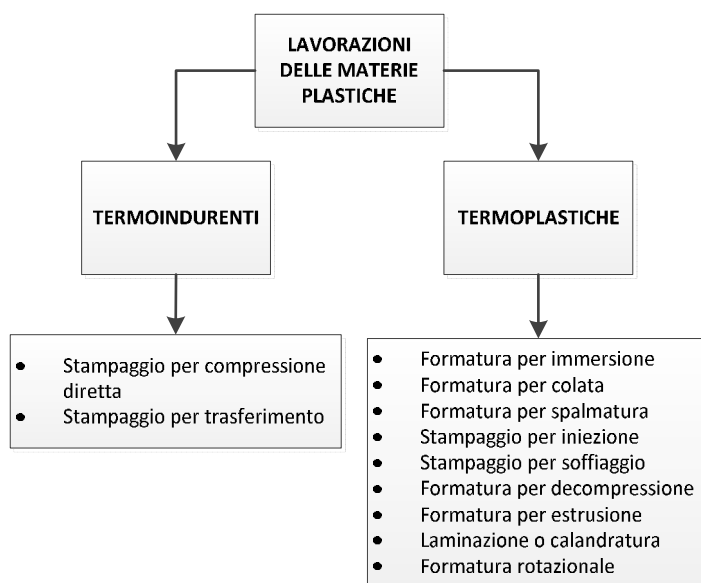 LAVORAZIONI
DELLE MATERIE
PLASTICHE
TERMOINDURENTI
TERMOPLASTICHE
• Stampaggio per compressione
diretta
• Stampaggio per trasferimento
• Formatura per immersione
• Formatura per colata
• Formatura per spalmatura
• Stampaggio per iniezione
• Stampaggio per soffiaggio
• Formatura per decompressione
• Formatura per estrusione
• Laminazione o calandratura
• Formatura rotazionale